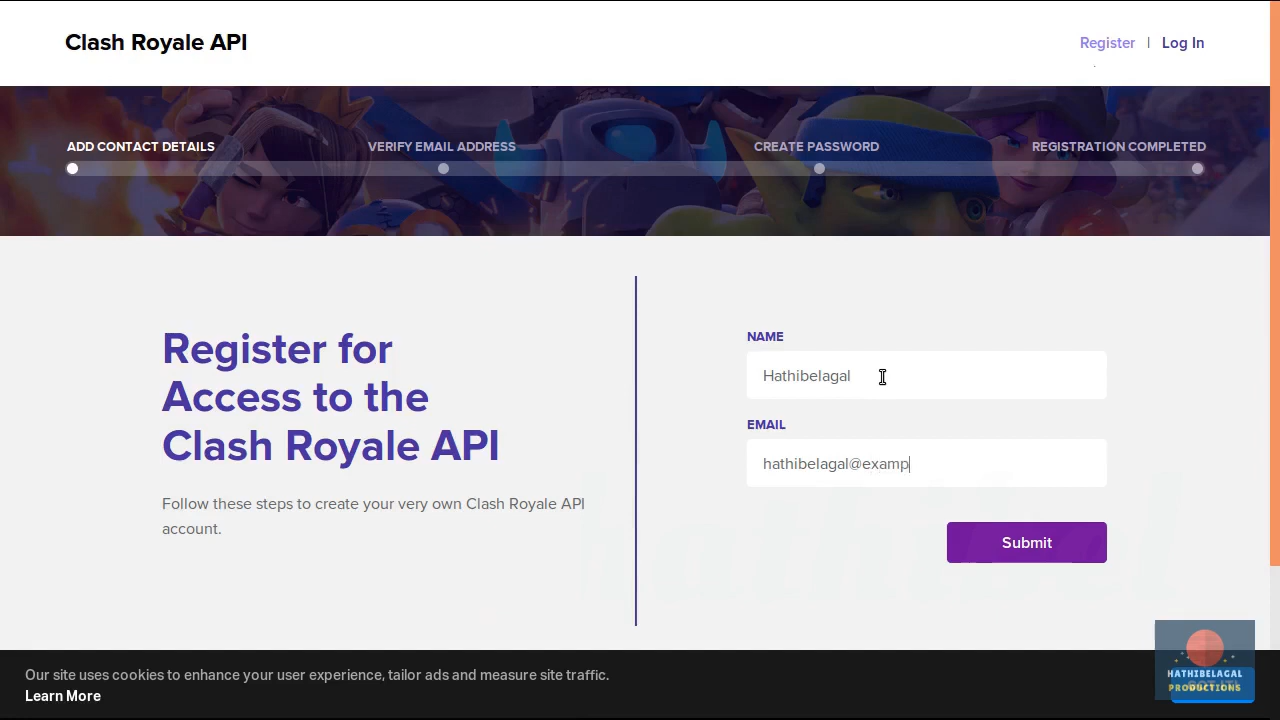 Clash Royale API
Register | Log In
ADD CONTACT DETAILS
VERIFY EMAIL ADDRESS
CREATE PASSWORD
REGISTRATION COMPLETED
Register for
Access to the
Clash Royale API
Follow these steps to create your very own Clash Royale API
account.
NAME
Hathibelagal
EMAIL
hathibelagal@examp
Submit
Our site uses cookies to enhance your user experience, tailor ads and measure site traffic.
Learn More
HATHIBELAGAL
PRODUCTIONS